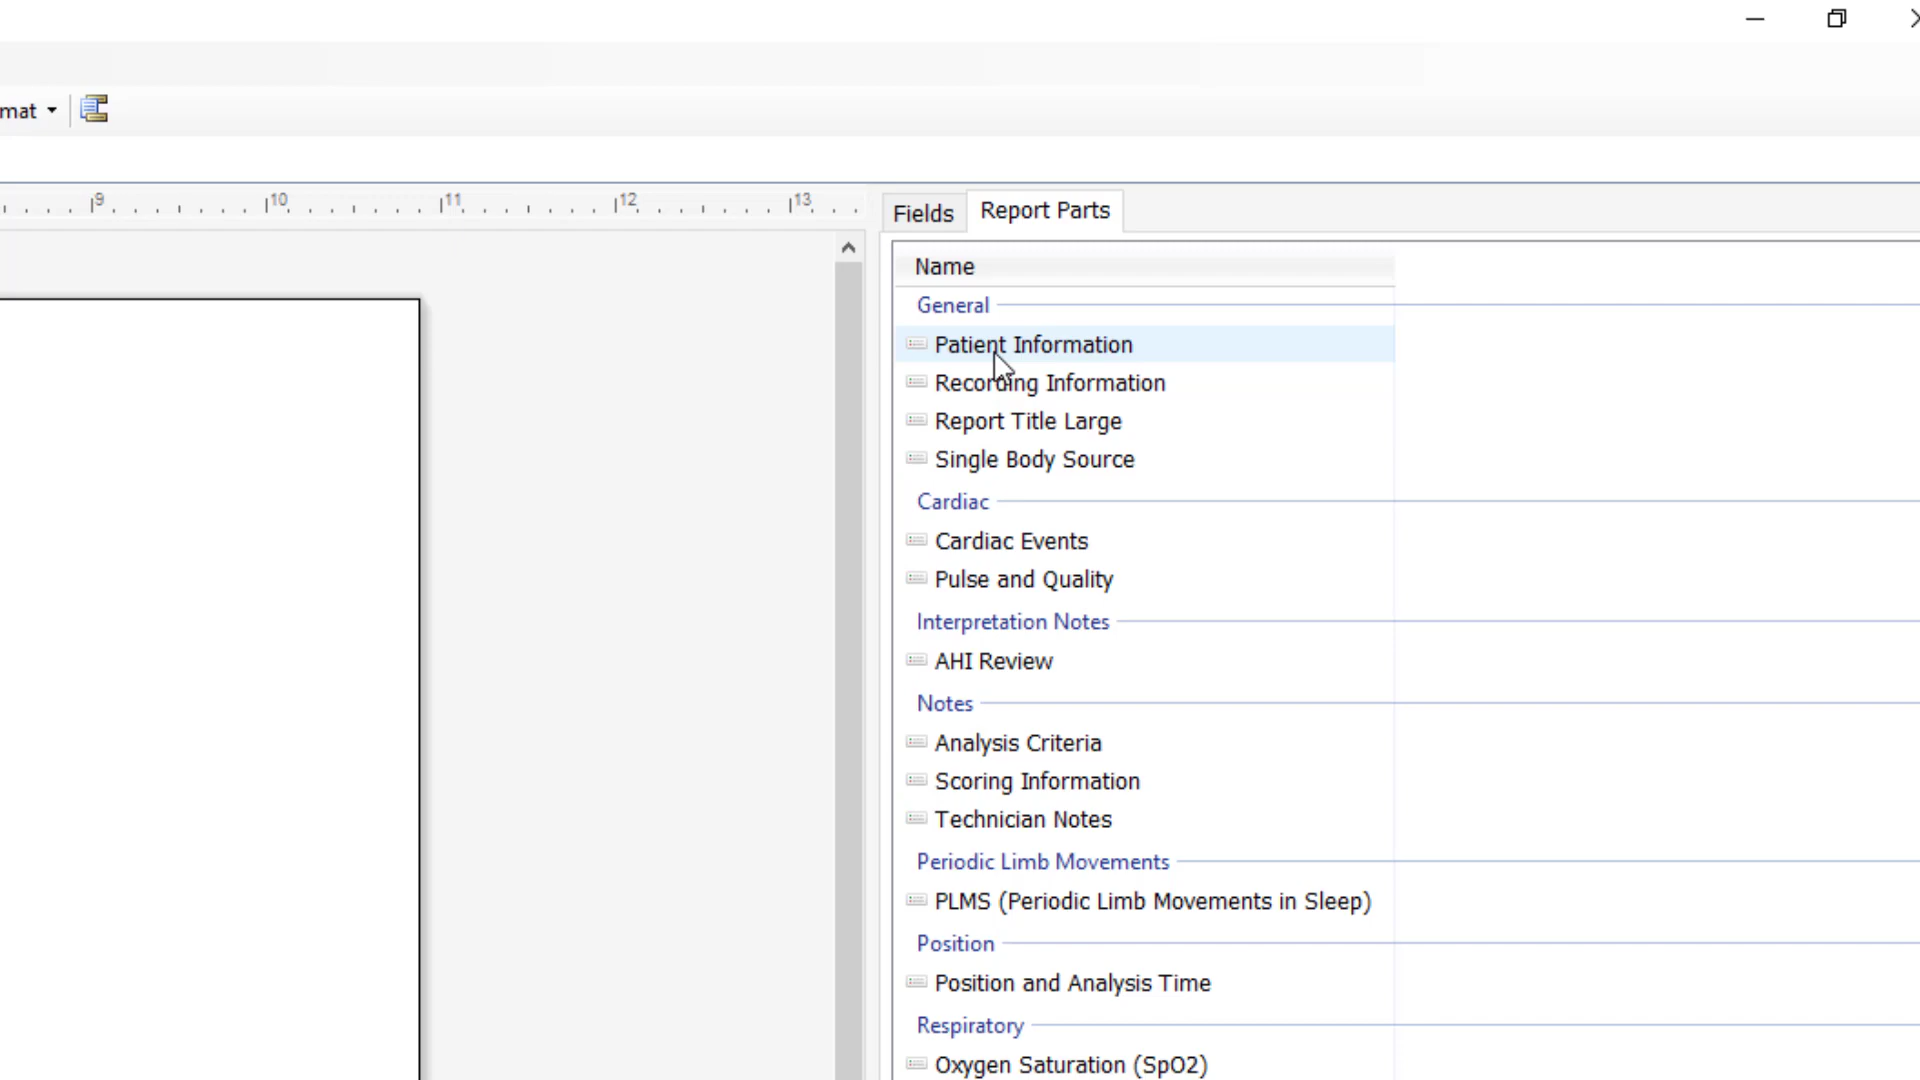 mat
9 10 11 12 13
Fields Report Parts
Name
General
Patient Information
Recording Information
Report Title Large
Single Body Source
Cardiac
Cardiac Events
Pulse and Quality
Interpretation Notes
AHI Review
Notes
Analysis Criteria
Scoring Information
Technician Notes
Periodic Limb Movements
PLMS (Periodic Limb Movements in Sleep)
Position
Position and Analysis Time
Respiratory
Oxygen Saturation (SpO2)